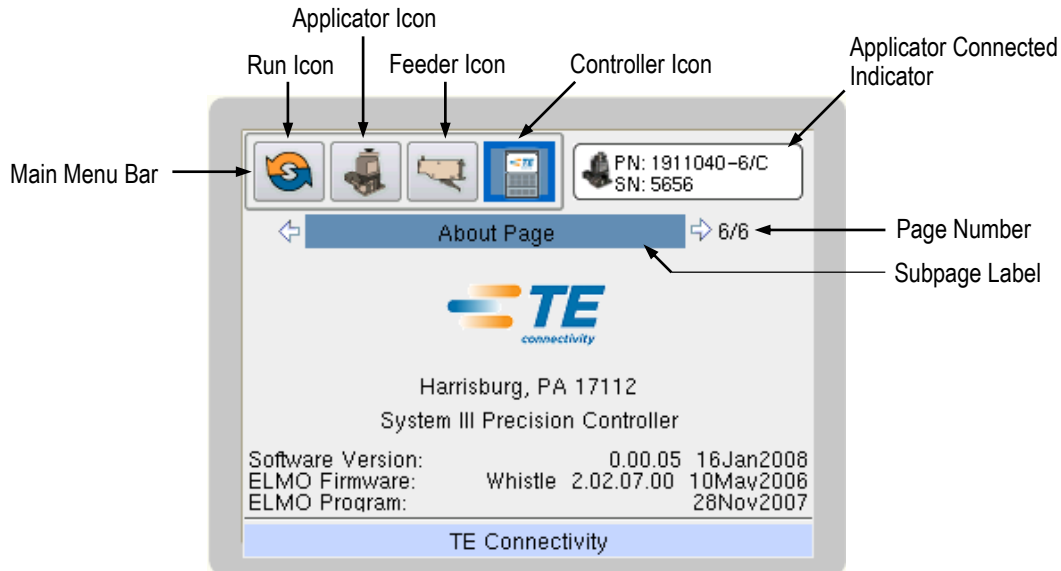 Applicator Icon
Run Icon
Feeder Icon
Controller Icon
Applicator Connected
Indicator
Main Menu Bar
S
TE
PN: 1911040-6/C
SN: 5656
About Page
6/6
Page Number
Subpage Label
TE
connectivity
Harrisburg, PA 17112
System III Precision Controller
Software Version: 0.00.05 16Jan2008
ELMO Firmware: Whistle 2.02.07.00 10May2006
ELMO Program: 28Nov2007
TE Connectivity